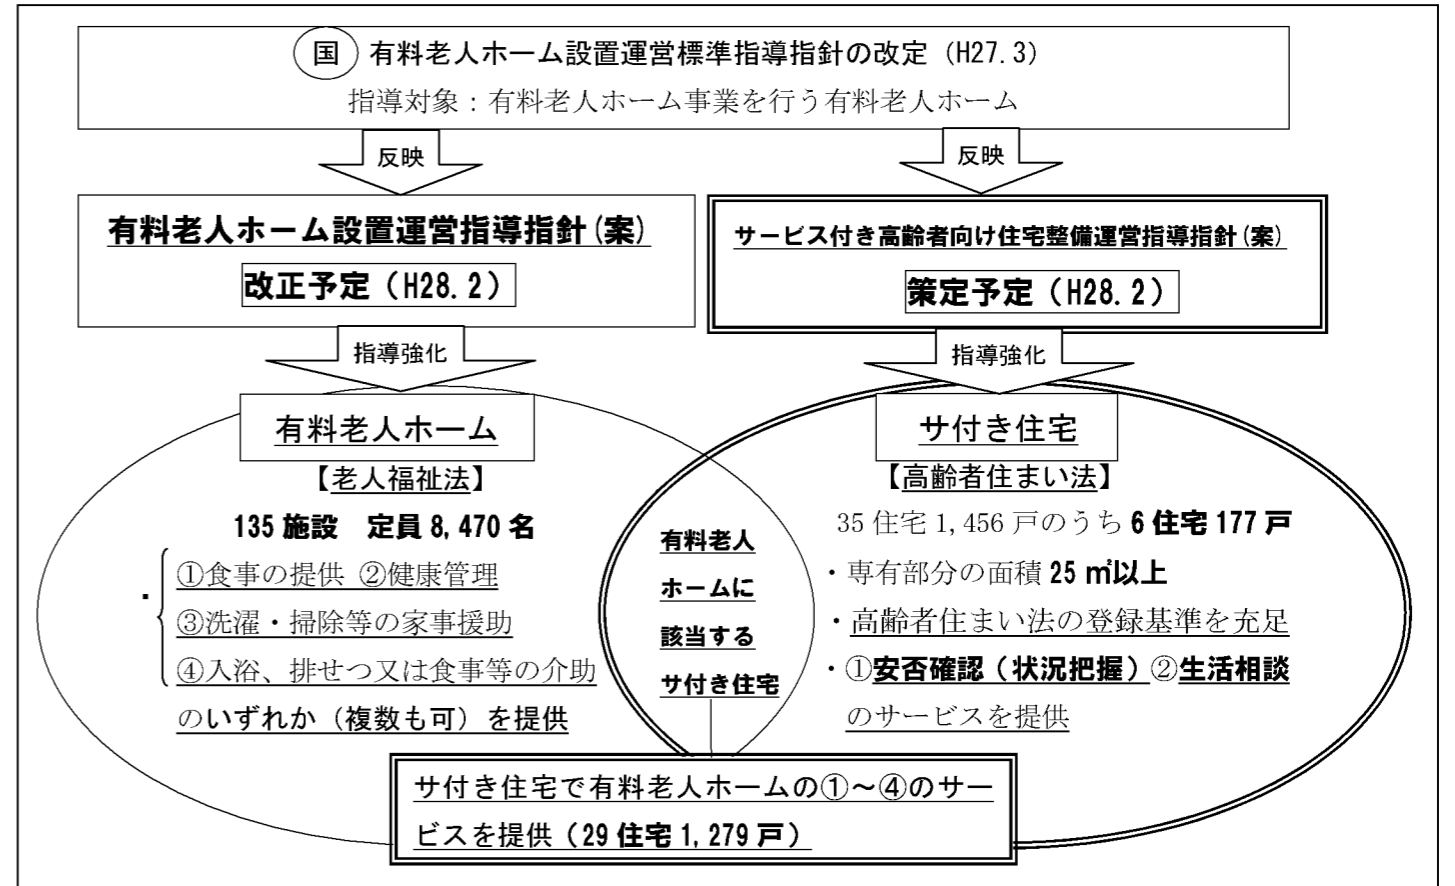 国 有料老人ホーム設置運営標準指導指針の改定（H27.3）
指導対象：有料老人ホーム事業を行う有料老人ホーム
反映
反映
有料老人ホーム設置運営指導指針(案)
改正予定（H28.2）
サービス付き高齢者向け住宅整備運営指導指針(案)
策定予定（H28.2）
指導強化
指導強化
有料老人ホーム
【老人福祉法】
135 施設　定員 8,470 名
・
①食事の提供 ②健康管理
③洗濯・掃除等の家事援助
④入浴、排せつ又は食事等の介助
のいずれか（複数も可）を提供
有料老人
ホームに
該当する
サ付き住宅
サ付き住宅
【高齢者住まい法】
35 住宅 1,456 戸のうち 6 住宅 177 戸
・専有部分の面積 25 ㎡以上
・高齢者住まい法の登録基準を充足
・①安否確認（状況把握）②生活相談
のサービスを提供
サ付き住宅で有料老人ホームの①～④のサー
ビスを提供（29 住宅 1,279 戸）